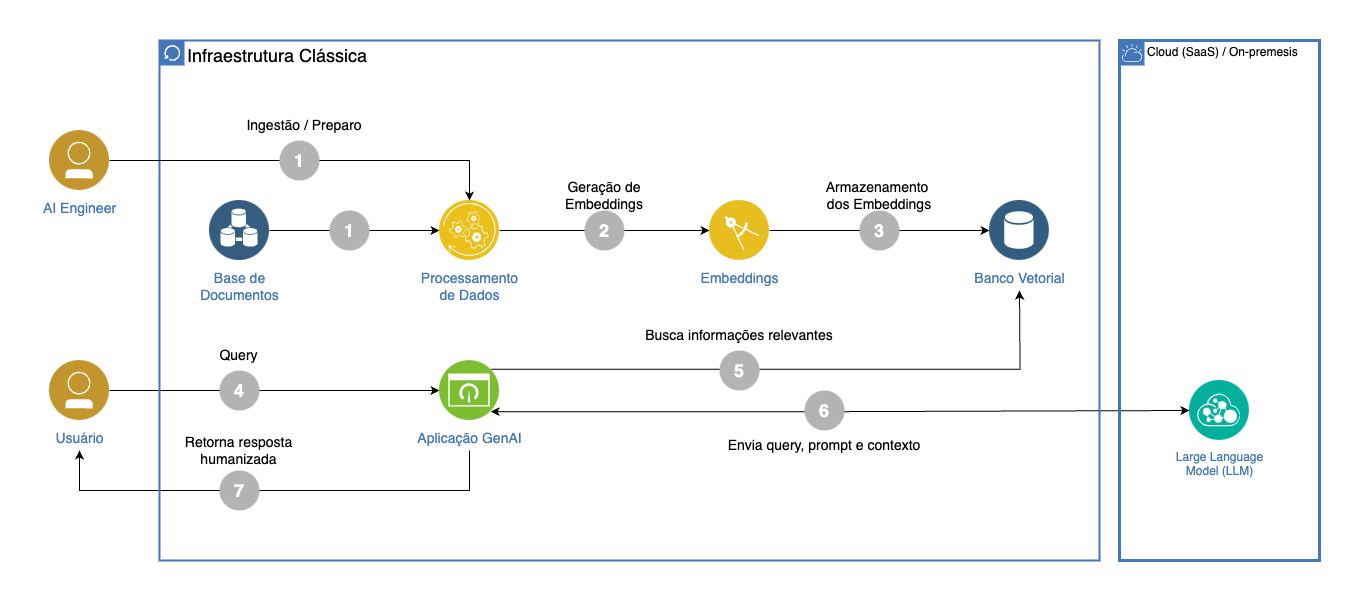 Infraestrutura Clássica
Cloud (SaaS) / On-premesis
Ingestão / Preparo
1
AI Engineer
Geração de
Embeddings
Armazenamento
dos Embeddings
1
2
3
Base de
Documentos
Processamento
de Dados
Embeddings
Banco Vetorial
Busca informações relevantes
Query
5
4
6
Usuário
Aplicação GenAI
Envia query, prompt e contexto
Retorna resposta
humanizada
7
Large Language
Model (LLM)